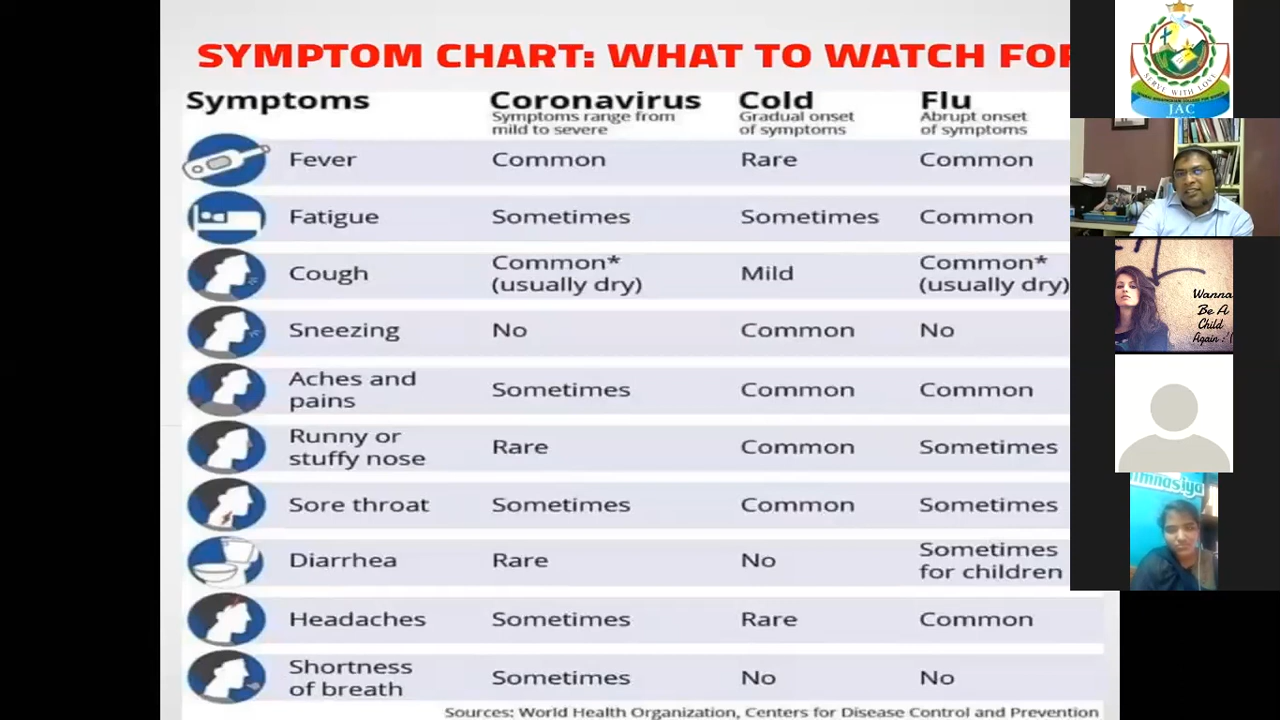 SYMPTOM CHART: WHAT TO WATCH FOR
Symptoms Coronavirus Cold Flu
Symptoms range from Gradual onset Abrupt onset
mild to severe of symptoms of symptoms
Fever Common Rare Common
Fatigue Sometimes Sometimes Common
Cough Common* Mild Common*
(usually dry) (usually dry)
Sneezing No Common No
Aches and
pains Sometimes Common Common
Runny or
stuffy nose Rare Common Sometimes
Sore throat Sometimes Common Sometimes
Diarrhea Rare No Sometimes
for children
Headaches Sometimes Rare Common
Shortness
of breath Sometimes No No
Sources: World Health Organization, Centers for Disease Control and Prevention
SERVE WITH LOVE
JAC
Wanna
Be A
Child
Again :'(